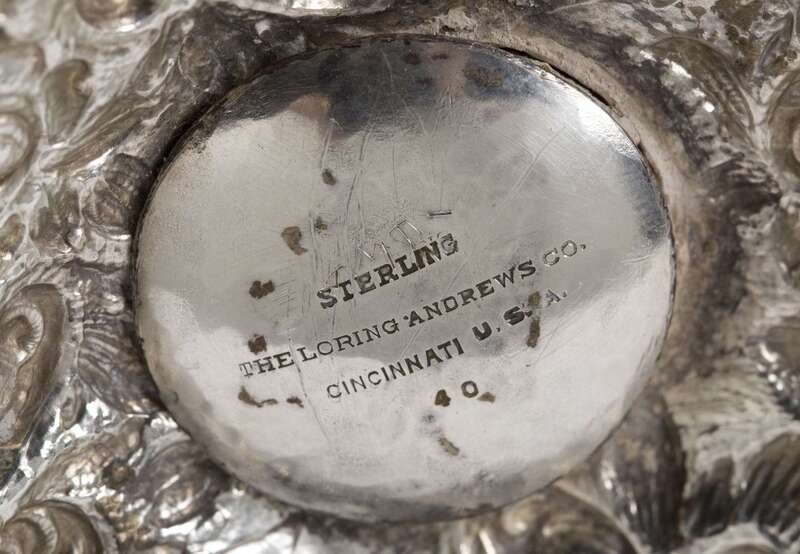 STERLING
THE LORING ANDREWS CO.
CINCINNATI U.S.A.
40